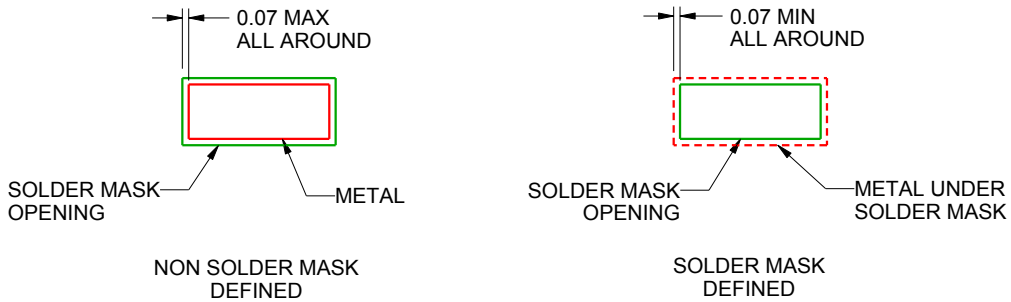 0.07 MAX
ALL AROUND
SOLDER MASK
OPENING
METAL
NON SOLDER MASK
DEFINED
0.07 MIN
ALL AROUND
SOLDER MASK
OPENING
METAL UNDER
SOLDER MASK
SOLDER MASK
DEFINED